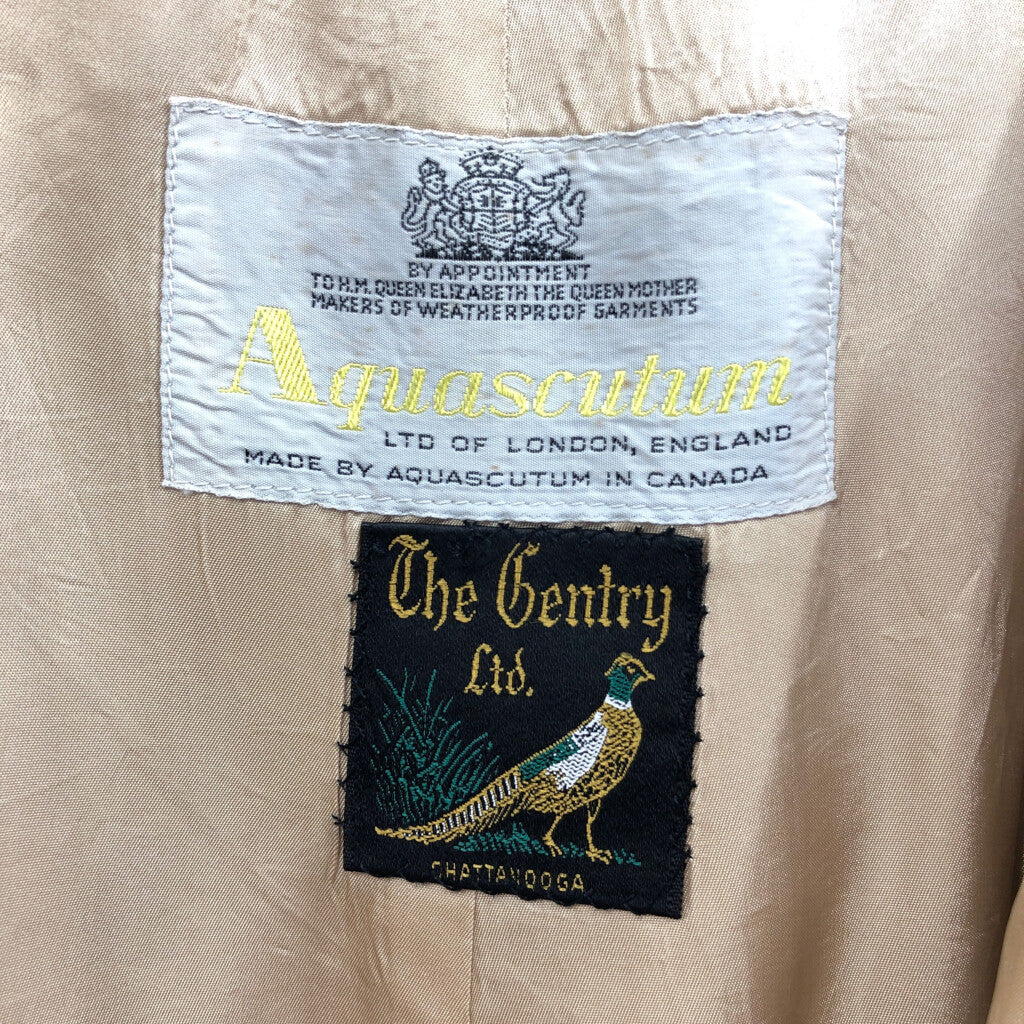 BY APPOINTMENT
TO H.M. QUEEN ELIZABETH THE QUEEN MOTHER
MAKERS OF WEATHERPROOF GARMENTS
Aquascutum
LTD OF LONDON, ENGLAND
MADE BY AQUASCUTUM IN CANADA
The Gentry
Ltd.
CHATTANOOGA